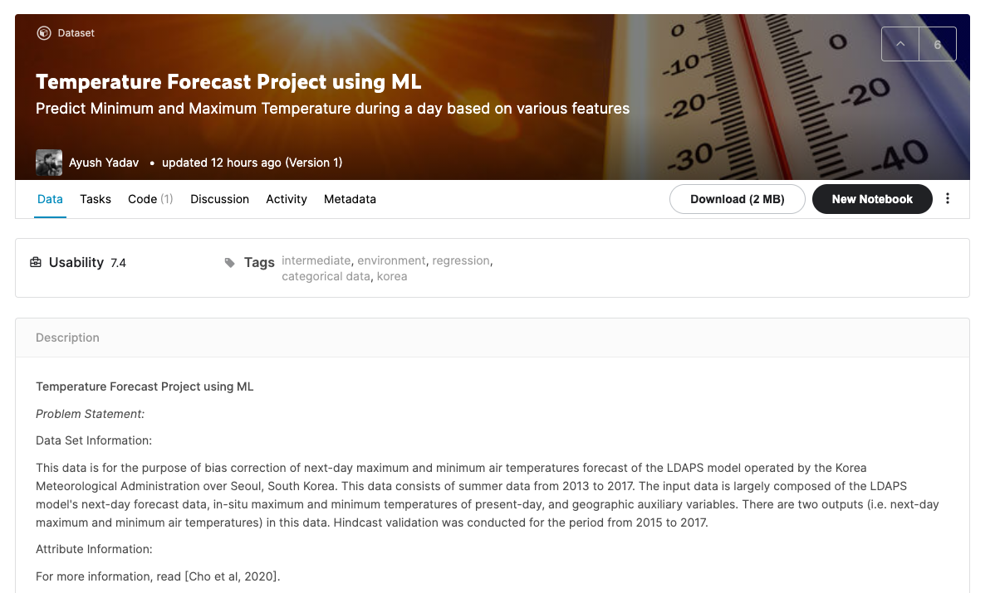 Dataset
6
Temperature Forecast Project using ML
Predict Minimum and Maximum Temperature during a day based on various features
Ayush Yadav • updated 12 hours ago (Version 1)
0
-10
-20
-30
0
-20
-40
Data Tasks Code (1) Discussion Activity Metadata Download (2 MB) New Notebook
Usability 7.4
Tags intermediate, environment, regression,
categorical data, korea
Description
Temperature Forecast Project using ML
Problem Statement:
Data Set Information:
This data is for the purpose of bias correction of next-day maximum and minimum air temperatures forecast of the LDAPS model operated by the Korea
Meteorological Administration over Seoul, South Korea. This data consists of summer data from 2013 to 2017. The input data is largely composed of the LDAPS
model's next-day forecast data, in-situ maximum and minimum temperatures of present-day, and geographic auxiliary variables. There are two outputs (i.e. next-day
maximum and minimum air temperatures) in this data. Hindcast validation was conducted for the period from 2015 to 2017.
Attribute Information:
For more information, read [Cho et al, 2020].